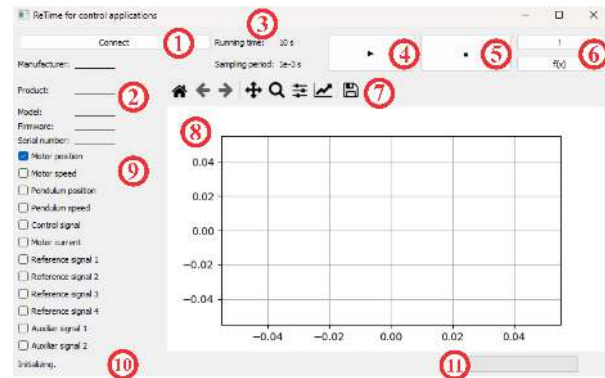 ReTime for control applications
3
Connect
1
Running time: 10 s
4
5
!
6
Manufacturer:
Sampling period: 1e-3 s
f(x)
Product:
2
7
Model:
Firmware:
8
Serial number:
Motor position
9
Motor speed
Pendulum position
Pendulum speed
Control signal
Motor current
Reference signal 1
Reference signal 2
Reference signal 3
Reference signal 4
Auxiliar signal 1
Auxiliar signal 2
0.04
0.02
0.00
−0.02
−0.04
−0.04 −0.02 0.00 0.02 0.04
Initializing.
10
11